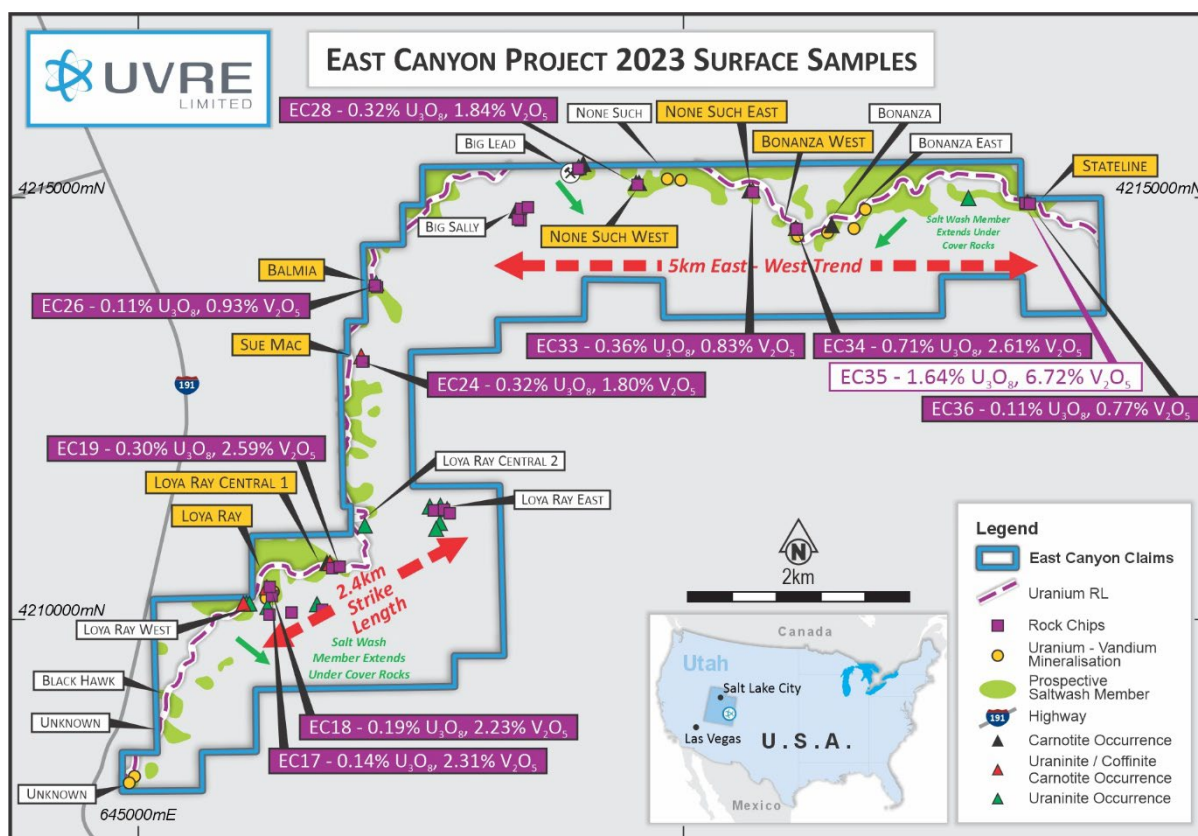 UVRE
LIMITED
EAST CANYON PROJECT 2023 SURFACE SAMPLES
EC28 - 0.32% U₃O₈, 1.84% V₂O₅
NONE SUCH
NONE SUCH EAST
BONANZA
BIG LEAD
BONANZA WEST
BONANZA EAST
STATELINE
4215000mN
4215000mN
BIG SALLY
NONE SUCH WEST
Salt Wash
Member
Extends Under
Cover Rocks
BALMIA
5km East - West Trend
EC26 - 0.11% U₃O₈, 0.93% V₂O₅
SUE MAC
EC33 - 0.36% U₃O₈, 0.83% V₂O₅
EC34 - 0.71% U₃O₈, 2.61% V₂O₅
EC24 - 0.32% U₃O₈, 1.80% V₂O₅
EC35 - 1.64% U₃O₈, 6.72% V₂O₅
191
EC36 - 0.11% U₃O₈, 0.77% V₂O₅
EC19 - 0.30% U₃O₈, 2.59% V₂O₅
LOYA RAY CENTRAL 2
LOYA RAY CENTRAL 1
LOYA RAY EAST
LOYA RAY
2.4km
Strike
Length
4210000mN
LOYA RAY WEST
Salt Wash
Member Extends
Under Cover Rocks
BLACK HAWK
UNKNOWN
EC18 - 0.19% U₃O₈, 2.23% V₂O₅
EC17 - 0.14% U₃O₈, 2.31% V₂O₅
UNKNOWN
645000mE
N
2km
Canada
Utah
Salt Lake City
Las Vegas
U.S.A.
Mexico
Legend
East Canyon Claims
Uranium RL
Rock Chips
Uranium - Vandium
Mineralisation
Prospective
Saltwash Member
191
Highway
Carnotite Occurrence
Uraninite / Coffinite
Carnotite Occurrence
Uraninite Occurrence